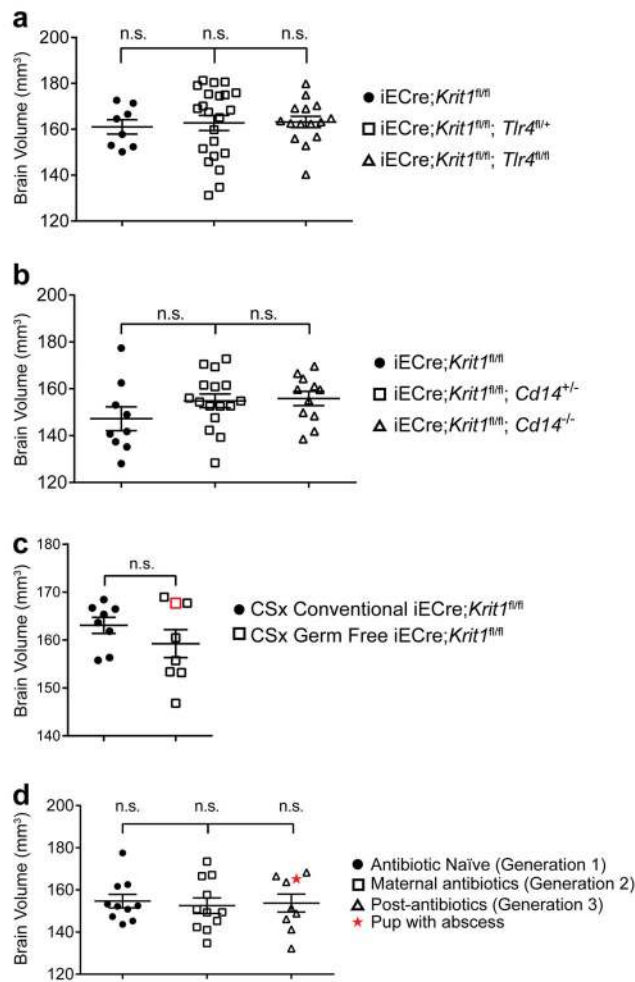 a
n.s. n.s. n.s.
200
180
160
140
120
Brain Volume (mm³)
iECre;Krit1fl/fl
iECre;Krit1fl/fl; Tlr4fl/+
iECre;Krit1fl/fl; Tlr4fl/fl
b
n.s. n.s.
200
180
160
140
120
Brain Volume (mm³)
iECre;Krit1fl/fl
iECre;Krit1fl/fl; Cd14+/-
iECre;Krit1fl/fl; Cd14-/-
c
n.s.
180
170
160
150
140
Brain Volume (mm³)
CSx Conventional iECre;Krit1fl/fl
CSx Germ Free iECre;Krit1fl/fl
d
n.s. n.s. n.s.
200
180
160
140
120
Brain Volume (mm³)
Antibiotic Naïve (Generation 1)
Maternal antibiotics (Generation 2)
Post-antibiotics (Generation 3)
Pup with abscess